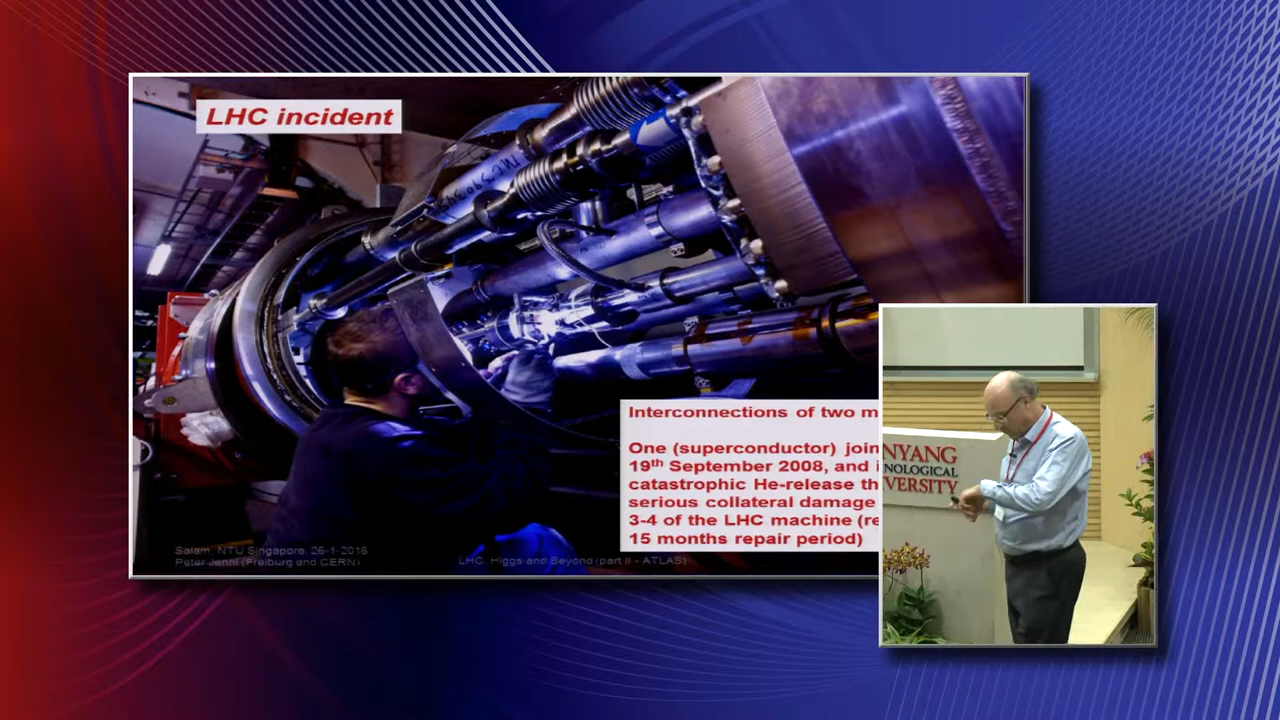 LHC incident
Interconnections of two m
One (superconductor) join
19th September 2008, and i
catastrophic He-release th
serious collateral damage
3-4 of the LHC machine (re
15 months repair period)
Salam, NTU Singapore, 26-1-2016
Peter Jenni (Freiburg and CERN)
LHC, Higgs and Beyond (part II - ATLAS)
NYANG
NOLOGICAL
VERSITY